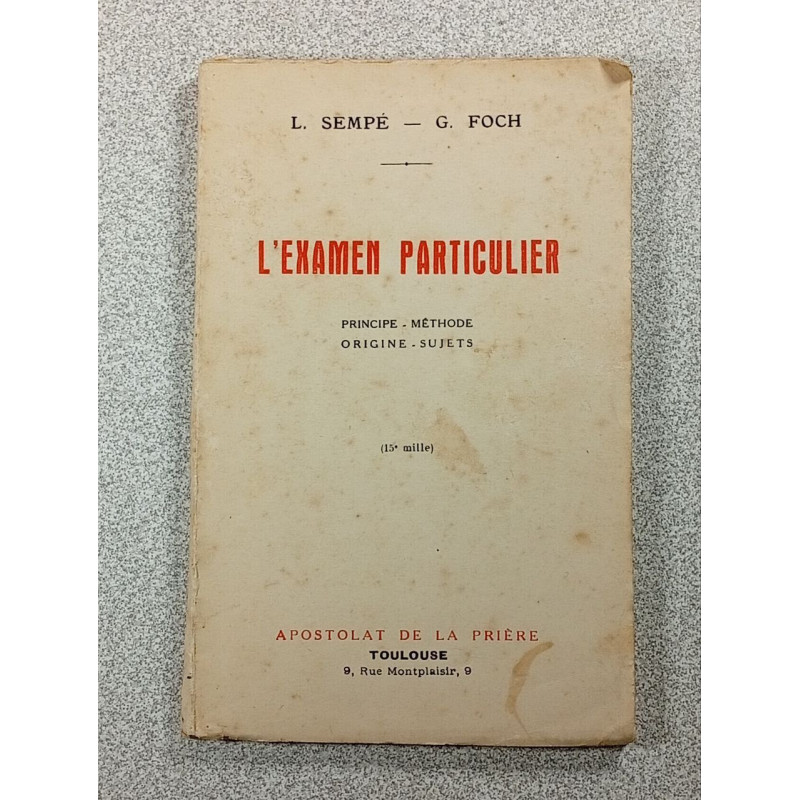 L. SEMPÉ — G. FOCH
L'EXAMEN PARTICULIER
PRINCIPE - MÉTHODE
ORIGINE - SUJETS
(15e mille)
APOSTOLAT DE LA PRIÈRE
TOULOUSE
9, Rue Montplaisir, 9